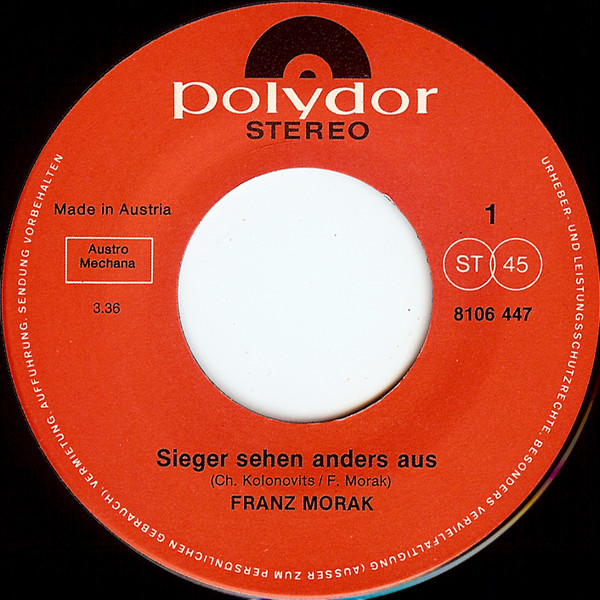 polydor
STEREO
Made in Austria
1
Austro
Mechana
ST 45
3.36
8106 447
Sieger sehen anders aus
(Ch. Kolonovits / F. Morak)
FRANZ MORAK
URHEBER- UND LEISTUNGSSCHUTZRECHTE, BESONDERS VERVIELFÄLTIGUNG (AUSSER ZUM PERSÖNLICHEN GEBRAUCH), VERMIETUNG, AUFFÜHRUNG, SENDUNG VORBEHALTEN